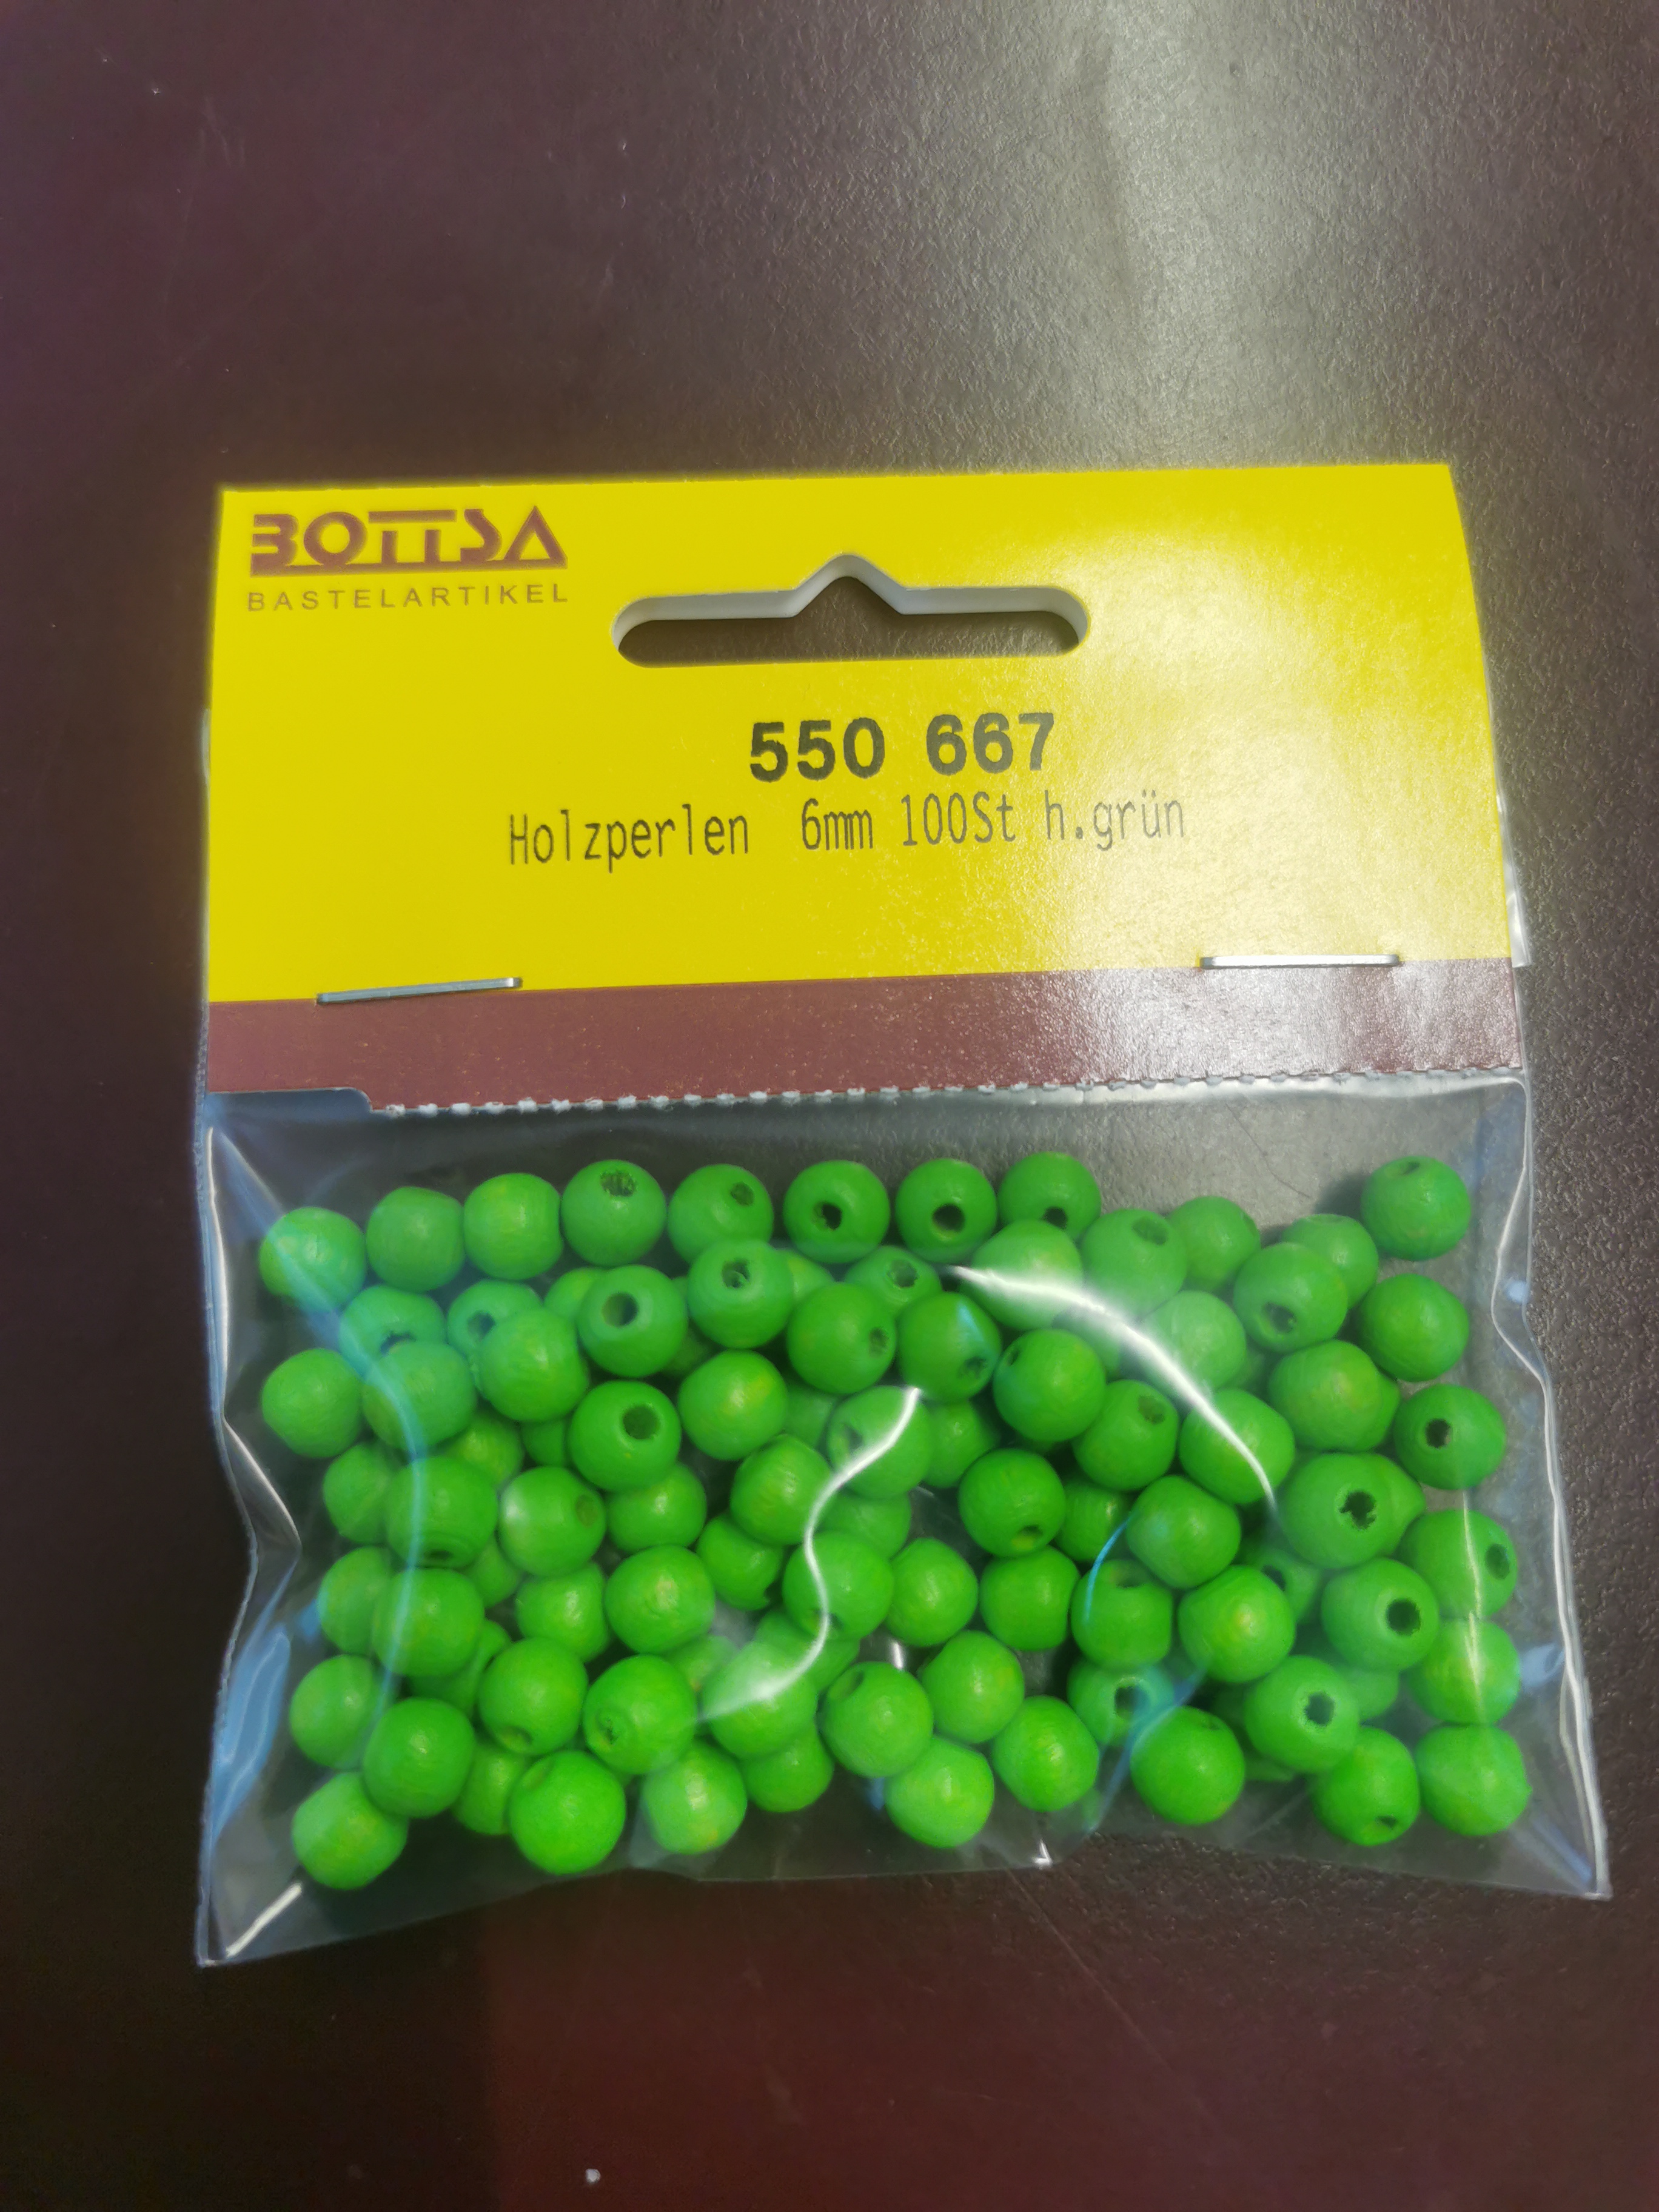 BOTTSA
BASTELARTIKEL
550 667
Holzperlen 6mm 100St h.grün